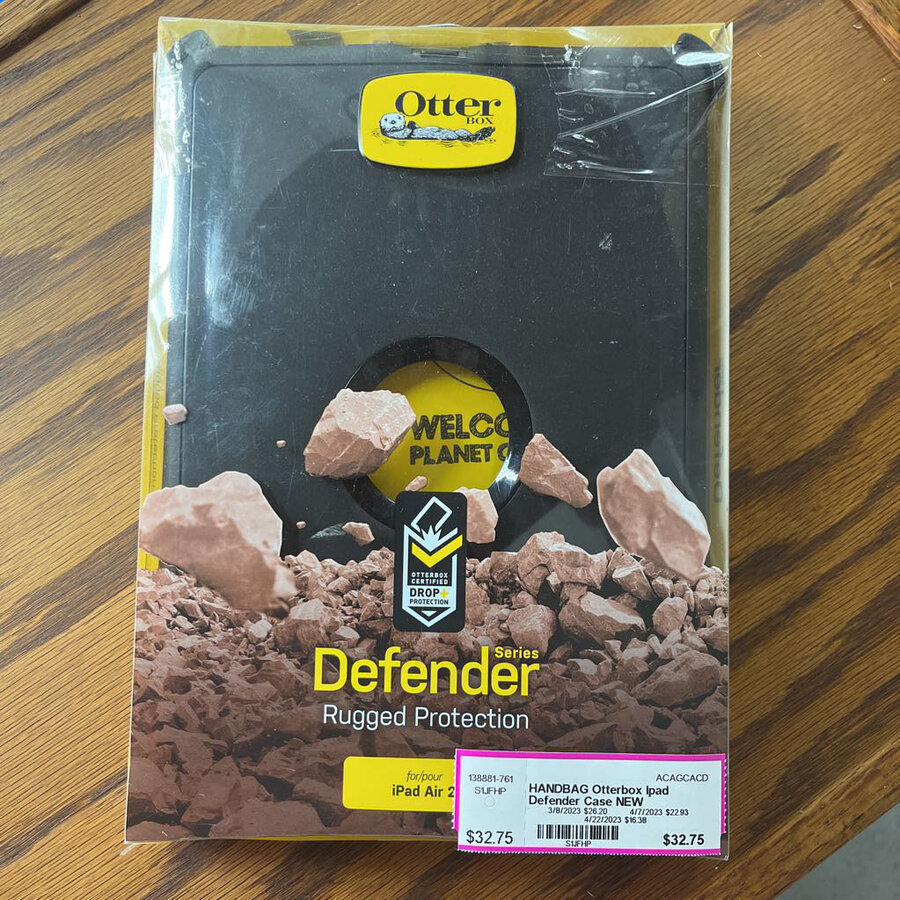 Otter
BOX
WELCO
PLANET O
OTTERBOX
CERTIFIED
DROP+
PROTECTION
Defender Series
Rugged Protection
for/pour
iPad Air 2
138881-761
S1JFHP
ACAGCACD
HANDBAG Otterbox Ipad
Defender Case NEW
3/8/2023 $26.20 4/7/2023 $22.93
4/22/2023 $16.38
$32.75
S1JFHP
$32.75